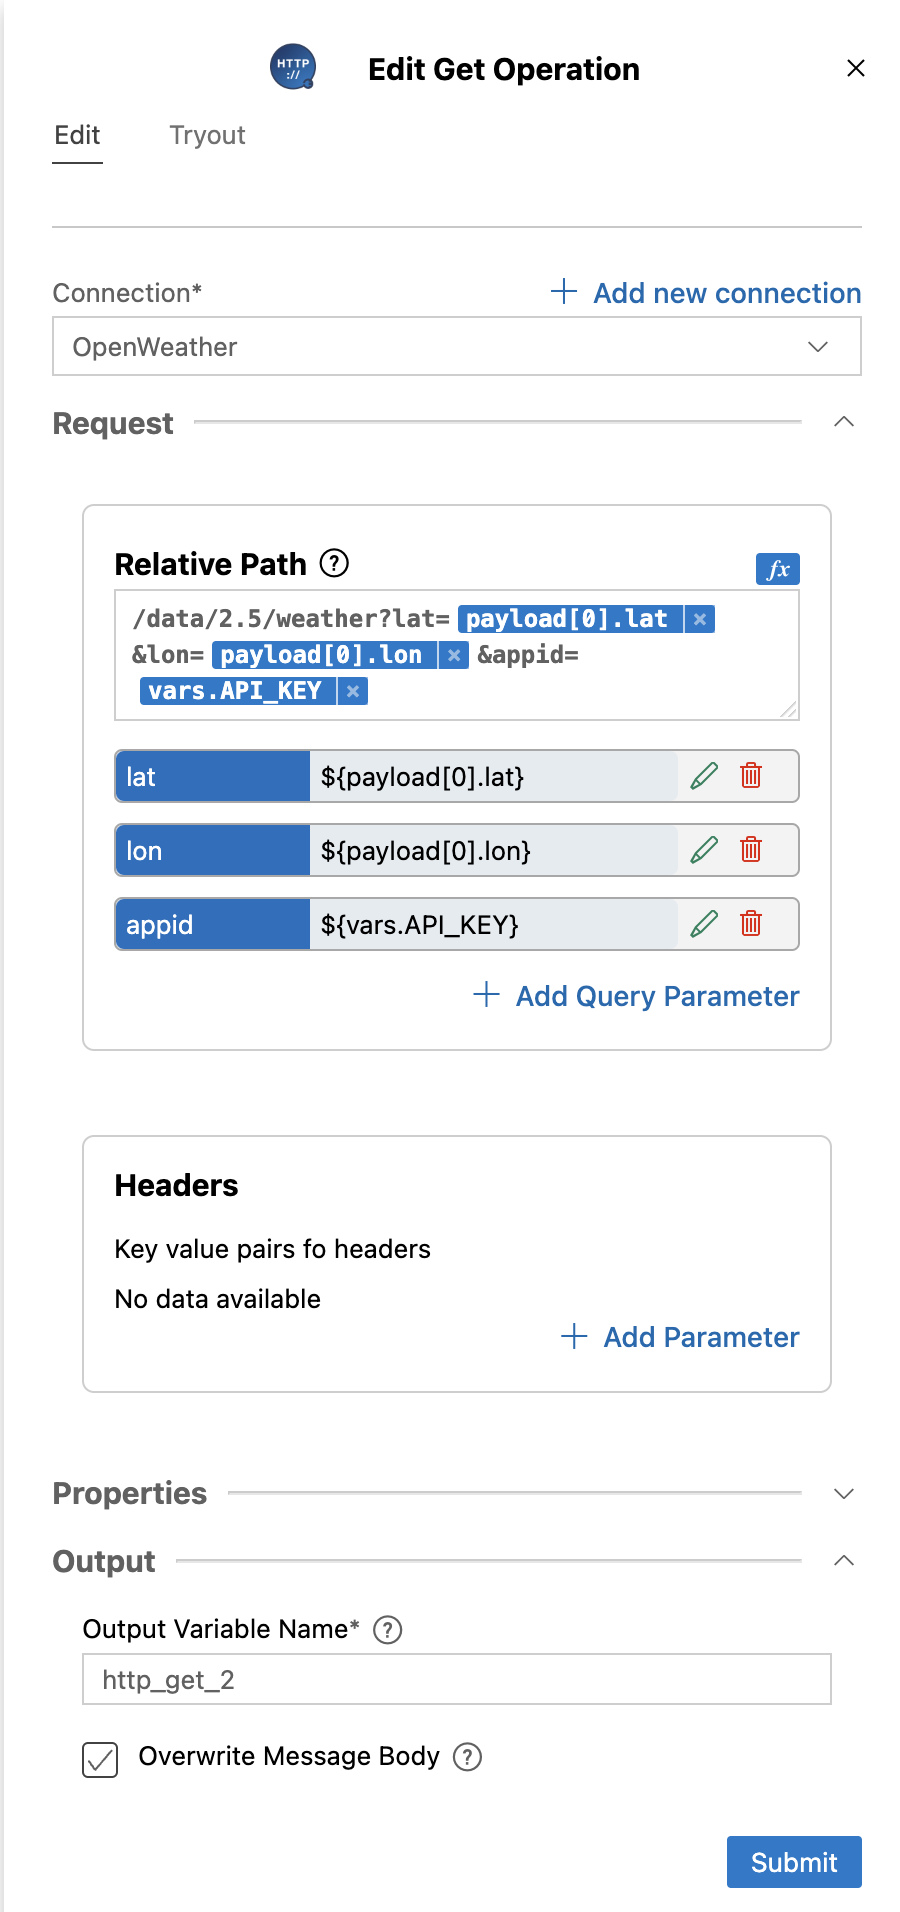 HTTP
://
Edit Get Operation
Edit
Tryout
Connection*
Add new connection
OpenWeather
Request
Relative Path ?
fx
/data/2.5/weather?lat= payload[0].lat ×
&lon= payload[0].lon × &appid=
vars.API_KEY ×
lat ${payload[0].lat}
lon ${payload[0].lon}
appid ${vars.API_KEY}
Add Query Parameter
Headers
Key value pairs fo headers
No data available
Add Parameter
Properties
Output
Output Variable Name* ?
http_get_2
Overwrite Message Body ?
Submit